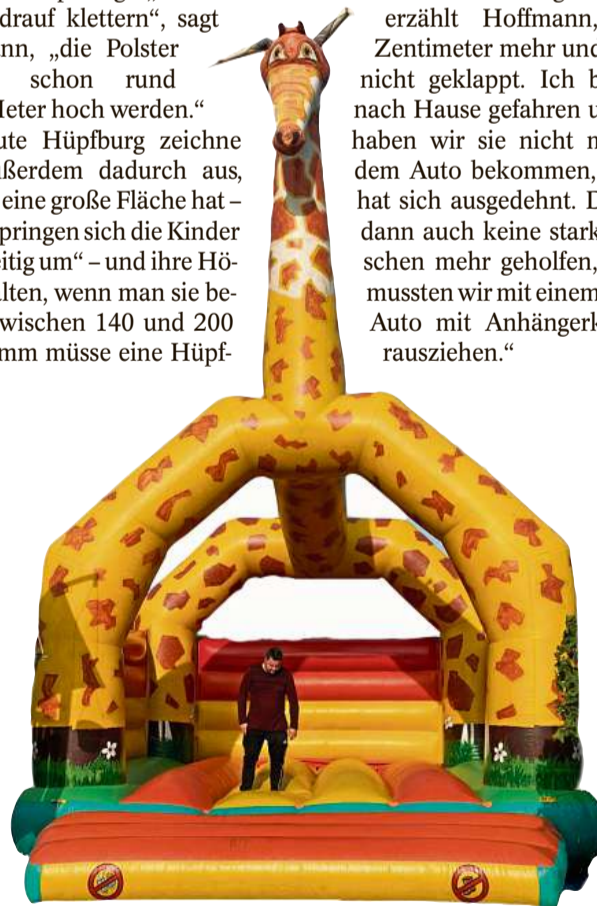 drauf klettern“, sagt
nn, „die Polster
schon rund
Meter hoch werden.“
ute Hüpfburg zeichne
ßerdem dadurch aus,
eine große Fläche hat –
springen sich die Kinder
eitig um“ – und ihre Hö-
lten, wenn man sie be-
wischen 140 und 200
mm müsse eine Hüpf-
erzählt Hoffmann,
Zentimeter mehr und
nicht geklappt. Ich b
nach Hause gefahren u
haben wir sie nicht m
dem Auto bekommen,
hat sich ausgedehnt. D
dann auch keine stark
schen mehr geholfen,
mussten wir mit einem
Auto mit Anhängerk
rausziehen.“